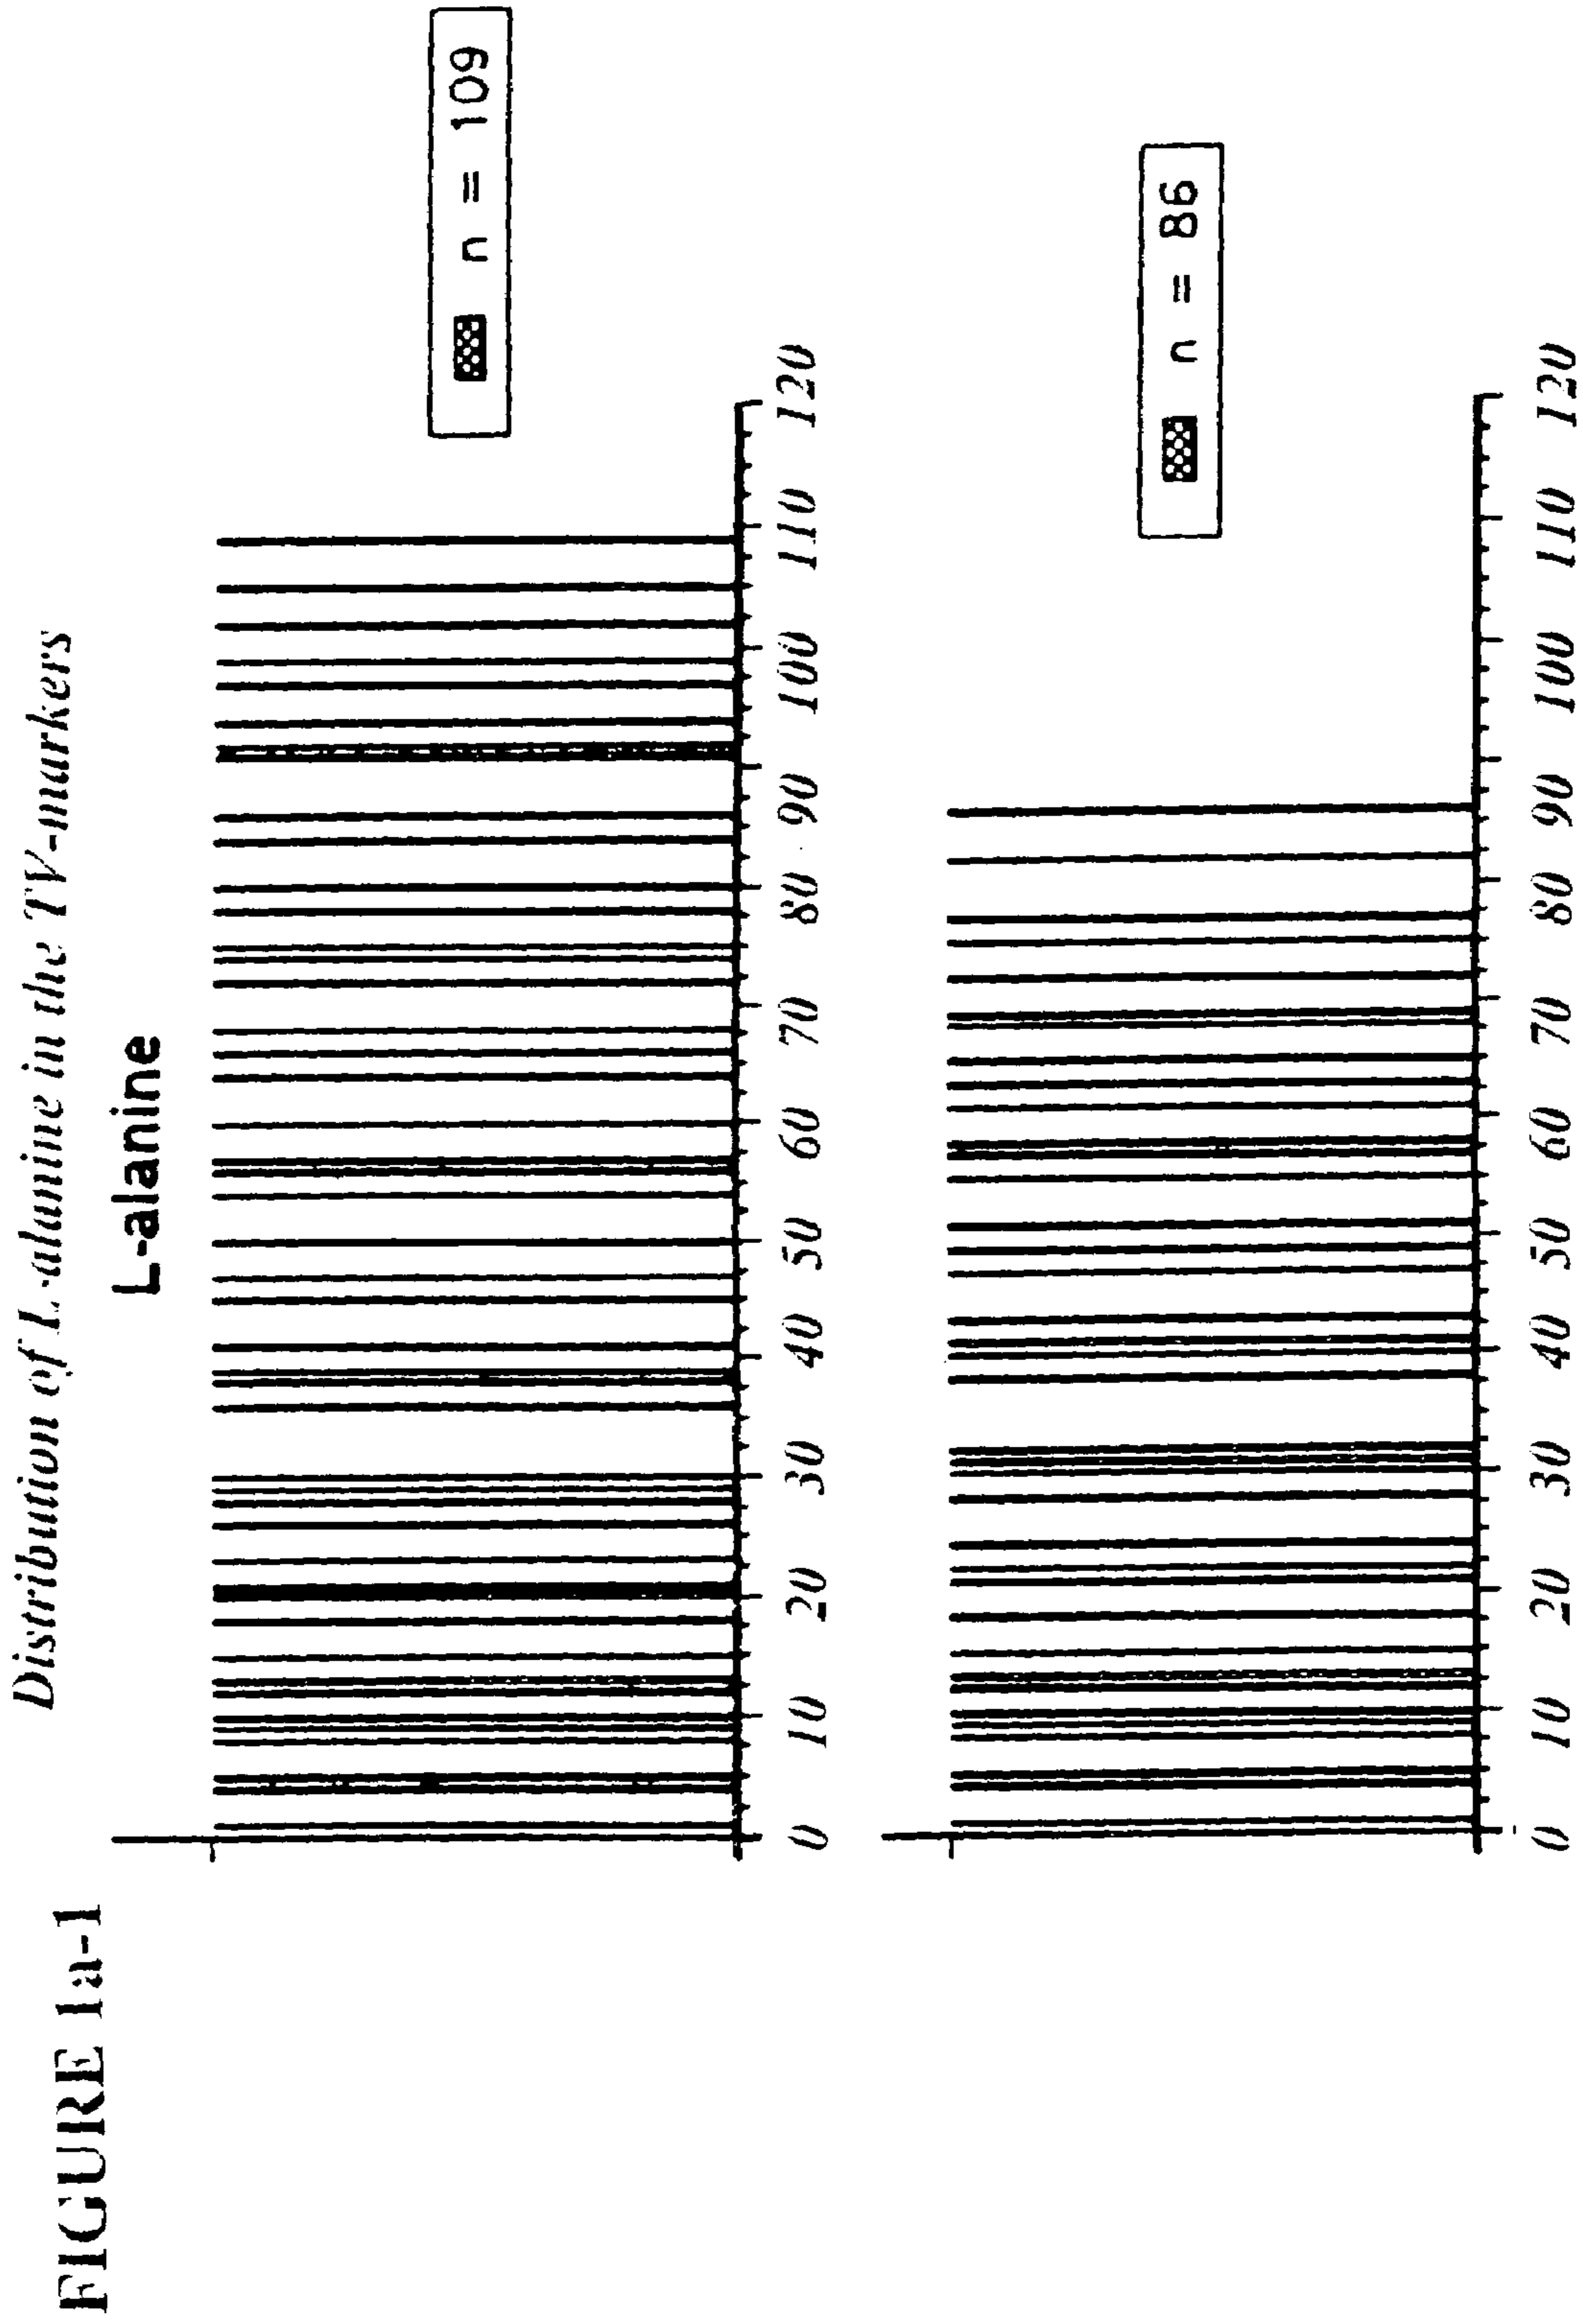 FIGURE 1a-1
Distribution of L-alanine in the TV-markers
L-alanine
n = 109
0 10 20 30 40 50 60 70 80 90 100 110 120
n = 86
0 10 20 30 40 50 60 70 80 90 100 110 120